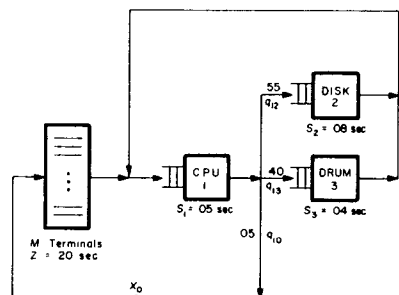 55
q12
DISK
2
S2 = .08 sec
CPU
1
S1 = .05 sec
40
q13
DRUM
3
S3 = .04 sec
.05
q10
M Terminals
Z = 20 sec
X0